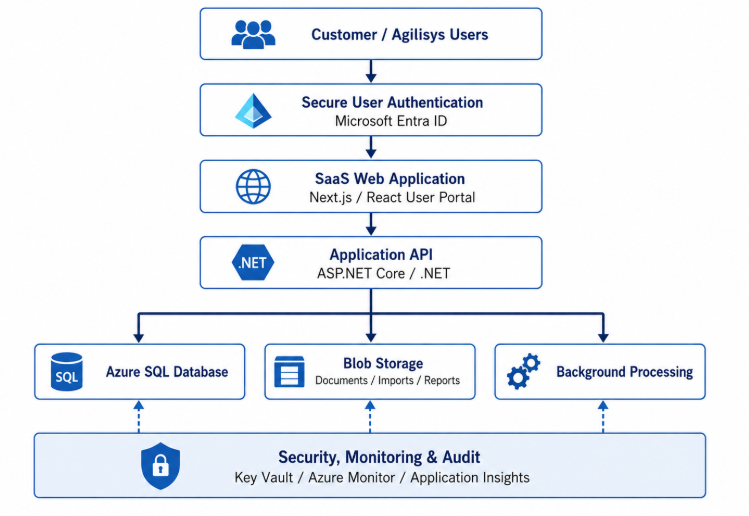 Customer / Agilisys Users
Secure User Authentication
Microsoft Entra ID
SaaS Web Application
Next.js / React User Portal
.NET
Application API
ASP.NET Core / .NET
SQL
Azure SQL Database
Blob Storage
Documents / Imports / Reports
Background Processing
Security, Monitoring & Audit
Key Vault / Azure Monitor / Application Insights